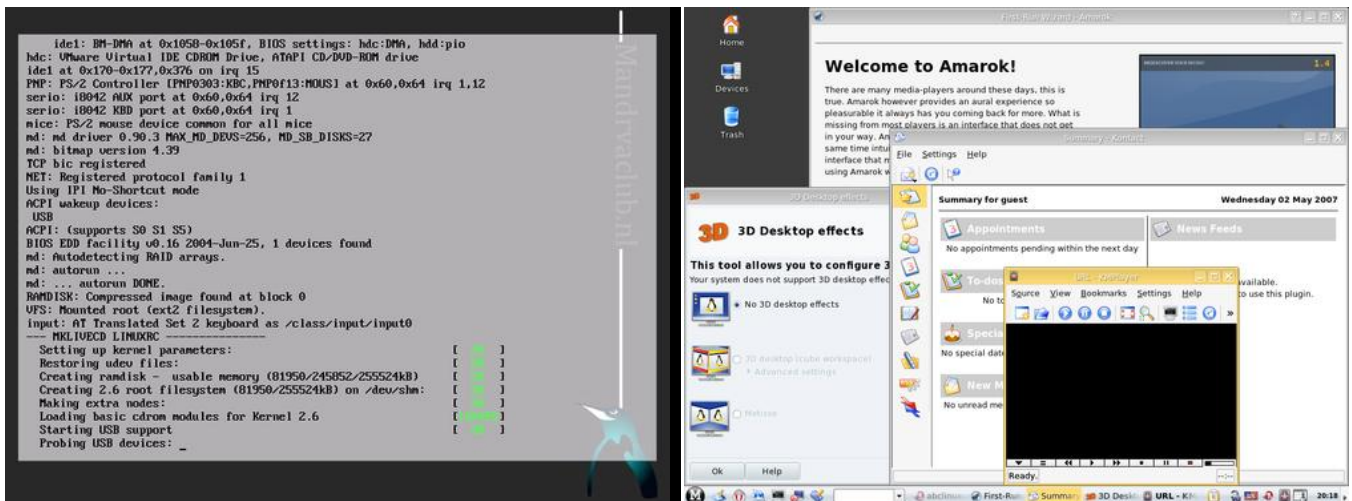 ide1: BM-DMA at 0x1058-0x105f, BIOS settings: hdc:DMA, hdd:pio
hdc: VMware Virtual IDE CDROM Drive, ATAPI CD/DVD-ROM drive
ide1 at 0x170-0x177,0x376 on irq 15
PNP: PS/2 Controller [PNP0303:KBC,PNP0f13:MOUS] at 0x60,0x64 irq 1,12
serio: i8042 AUX port at 0x60,0x64 irq 12
serio: i8042 KBD port at 0x60,0x64 irq 1
mice: PS/2 mouse device common for all mice
md: md driver 0.90.3 MAX_MD_DEVS=256, MD_SB_DISKS=27
md: bitmap version 4.39
TCP bic registered
NET: Registered protocol family 1
Using IPI No-Shortcut mode
ACPI wakeup devices:
USB
ACPI: (supports S0 S1 S5)
BIOS EDD facility v0.16 2004-Jun-25, 1 devices found
md: Autodetecting RAID arrays.
md: autorun ...
md: ... autorun DONE.
RAMDISK: Compressed image found at block 0
VFS: Mounted root (ext2 filesystem).
input: AT Translated Set 2 keyboard as /class/input/input0
--- MKLIVECD LINUXRC ---------------
Setting up kernel parameters: [ ]
Restoring udev files: [ ]
Creating ramdisk - usable memory (81950/245852/255524kB) [ ]
Creating 2.6 root filesystem (81950/255524kB) on /dev/shm: [ ]
Making extra nodes: [ ]
Loading basic cdrom modules for Kernel 2.6 [ ]
Starting USB support [ ]
Probing USB devices: _
Mandrivaclub.nl
Home
Devices
Trash
First-Run Wizard - Amarok
Welcome to Amarok!
1.4
There are many media-players around these days, this is
true. Amarok however provides an aural experience so
pleasurable it always has you coming back for more. What is
missing from most players is an interface that does not get
in your way. An
same time intu
interface that m
using Amarok w
Summary - Kontact
File Settings Help
Summary for guest
Wednesday 02 May 2007
Appointments
No appointments pending within the next day
To-dos
No to
Special
No special date
New M
No unread me
News Feeds
vailable.
to use this plugin.
3D Desktop effects
3D
3D Desktop effects
This tool allows you to configure 3
Your system does not support 3D desktop effec
No 3D desktop effects
3D desktop (cube workspace)
Advanced settings
Metisse
Ok
Help
URL - KMPlayer
Source View Bookmarks Settings Help
Ready.
--:--
abclinux
First-Run
Summar
3D Deskt
URL - KM
20:18